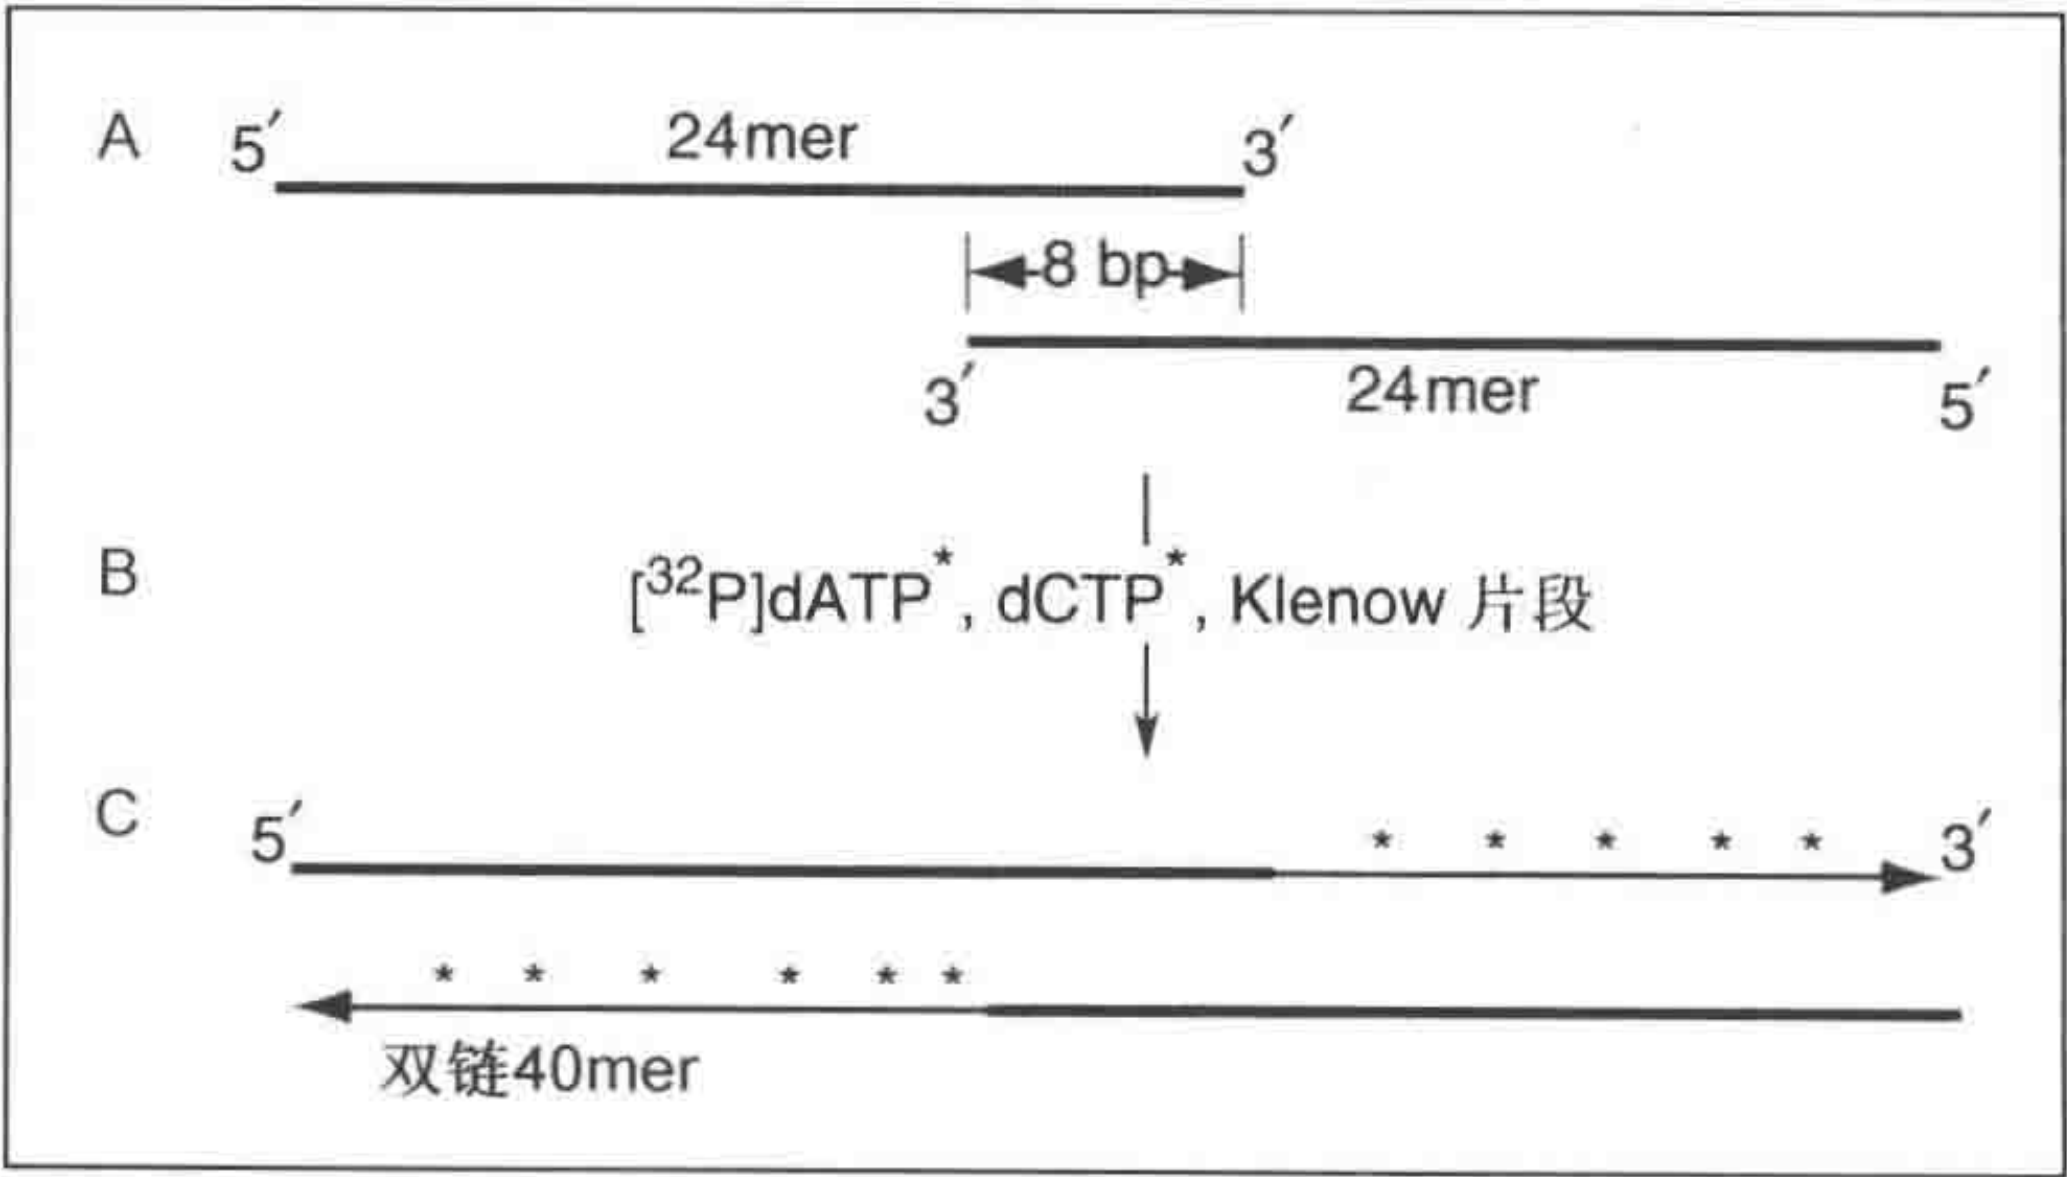 A 5′ 24mer 3′
8 bp
3′ 24mer 5′
B [³²P]dATP*, dCTP*, Klenow 片段
C 5′ * * * * * 3′
* * * * * *
双链40mer